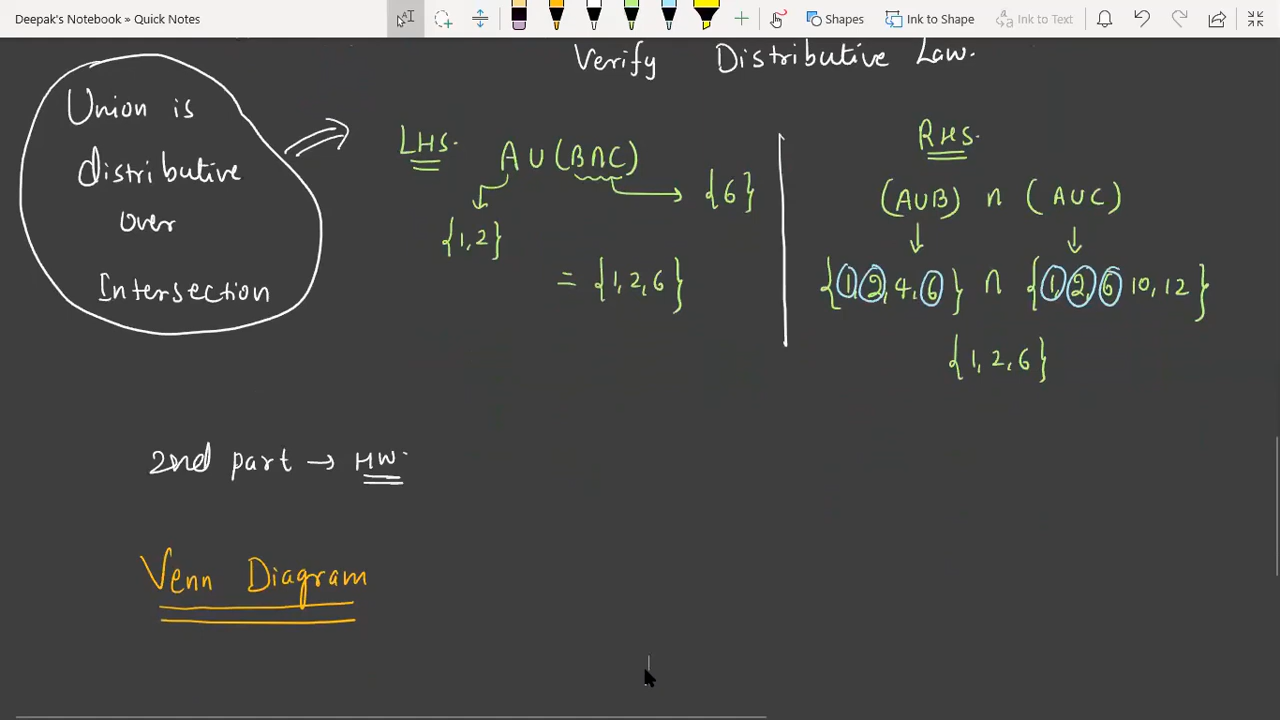 Deepak's Notebook » Quick Notes
Shapes
Ink to Shape
Ink to Text
Verify Distributive Law.
Union is
distributive
over
Intersection
LHS.
A∪(B∩C)
{6}
{1,2}
= {1,2,6}
RHS.
(A∪B) ∩ (A∪C)
{1,2,4,6} ∩ {1,2,6 10,12}
{1,2,6}
2nd part → HW.
Venn Diagram